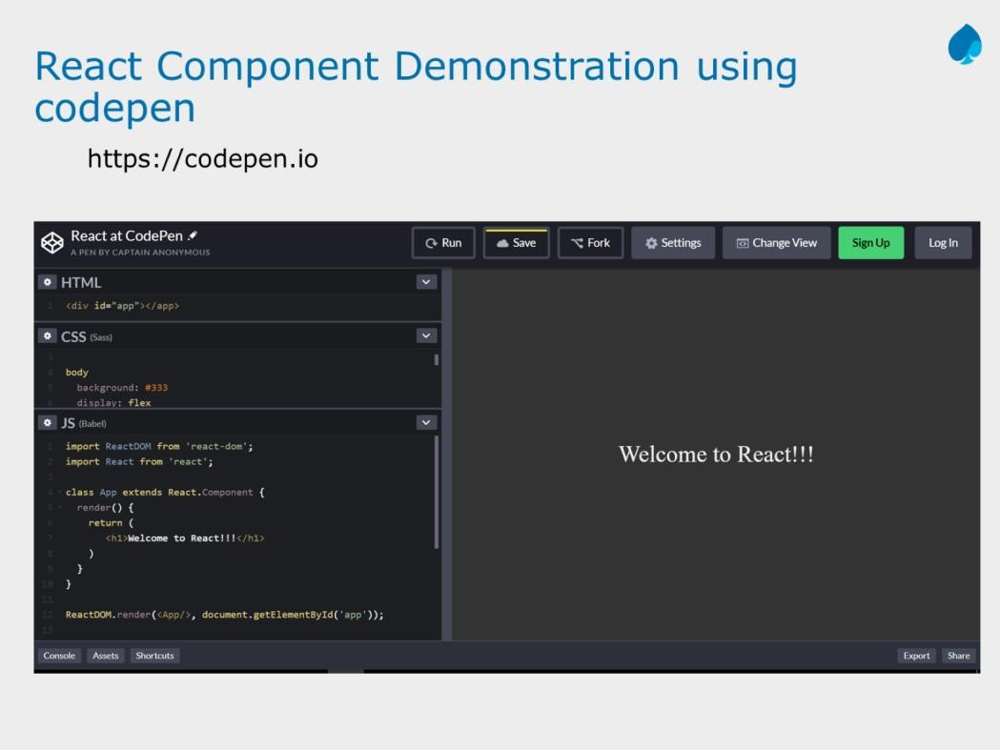 React Component Demonstration using
codepen
https://codepen.io
React at CodePen
A PEN BY CAPTAIN ANONYMOUS
Run
Save
Fork
Settings
Change View
Sign Up
Log In
HTML
1 <div id="app"></app>
CSS (Sass)
3
4 body
5 background: #333
6 display: flex
JS (Babel)
1 import ReactDOM from 'react-dom';
2 import React from 'react';
3
4 class App extends React.Component {
5 render() {
6 return (
7 <h1>Welcome to React!!!</h1>
8 )
9 }
10 }
11
12 ReactDOM.render(<App/>, document.getElementById('app'));
13
Welcome to React!!!
Console
Assets
Shortcuts
Export
Share